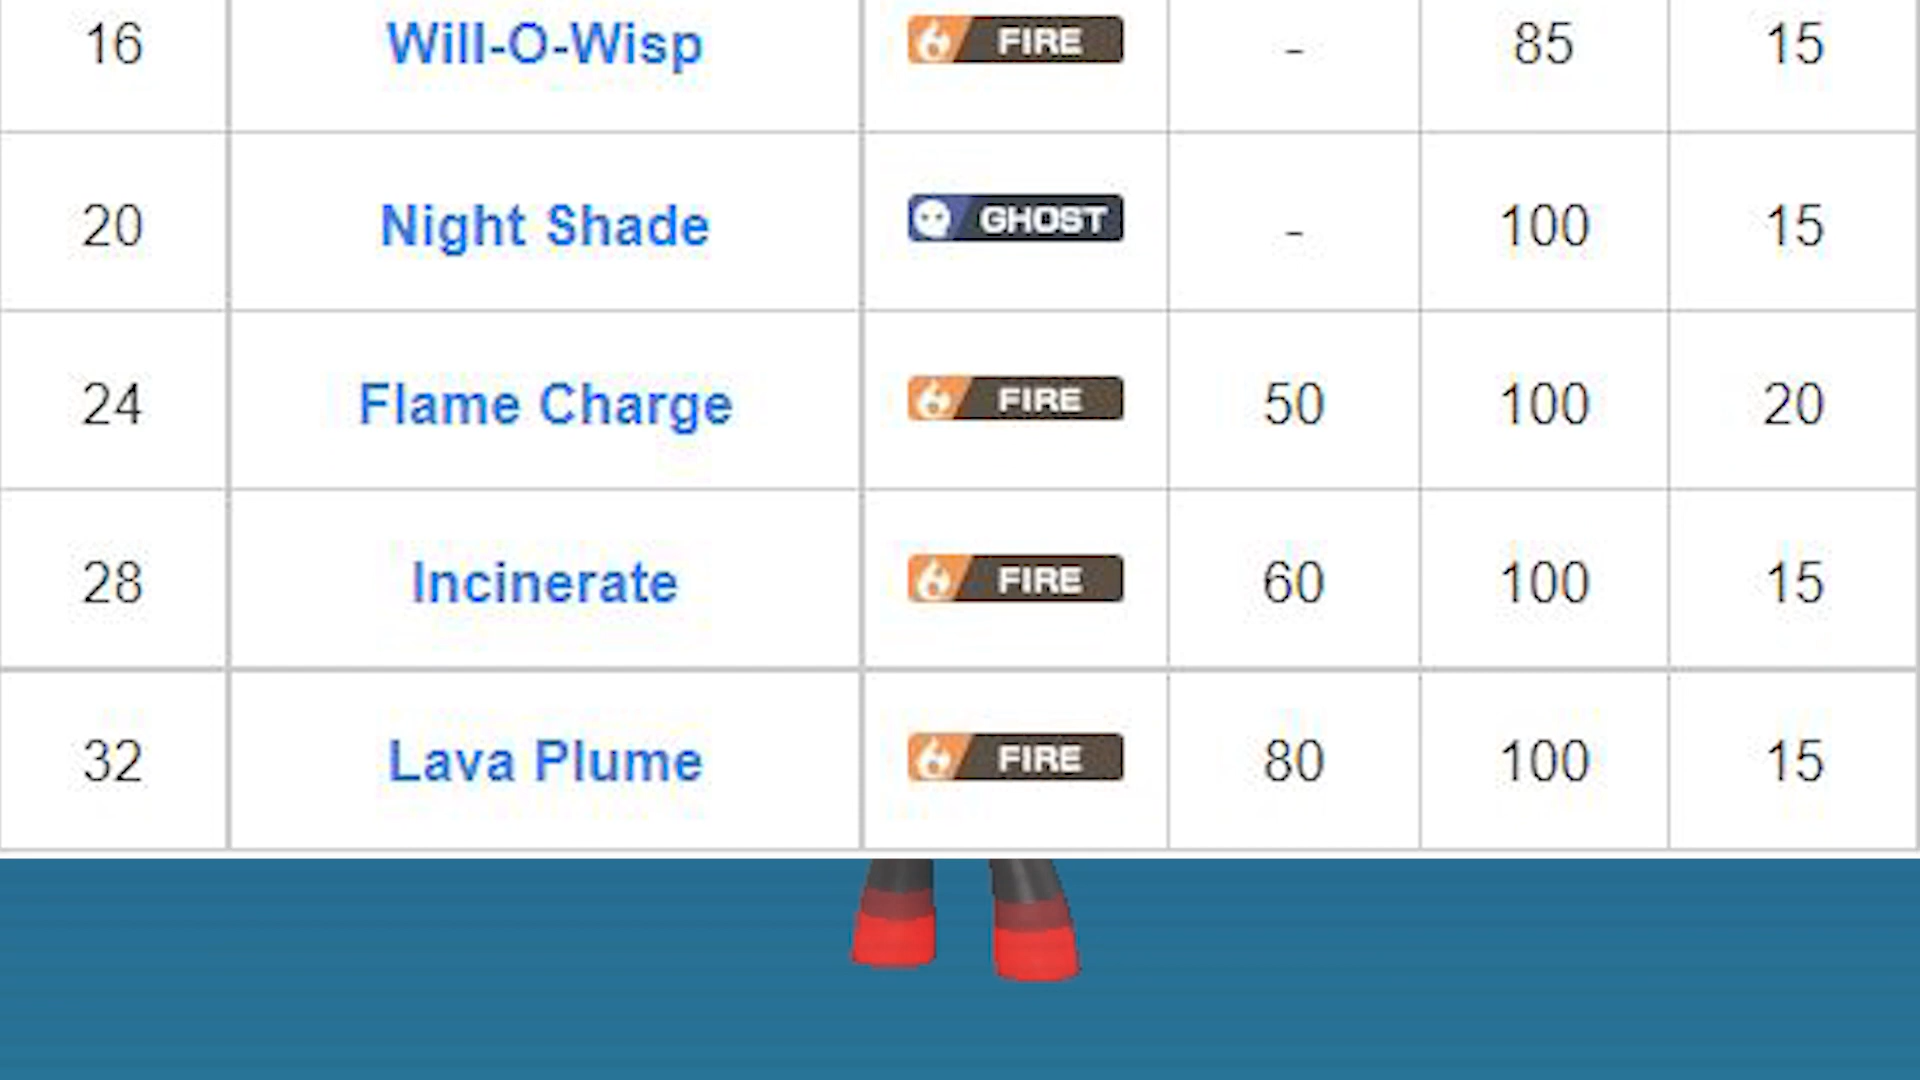 16 Will-O-Wisp FIRE - 85 15
20 Night Shade GHOST - 100 15
24 Flame Charge FIRE 50 100 20
28 Incinerate FIRE 60 100 15
32 Lava Plume FIRE 80 100 15